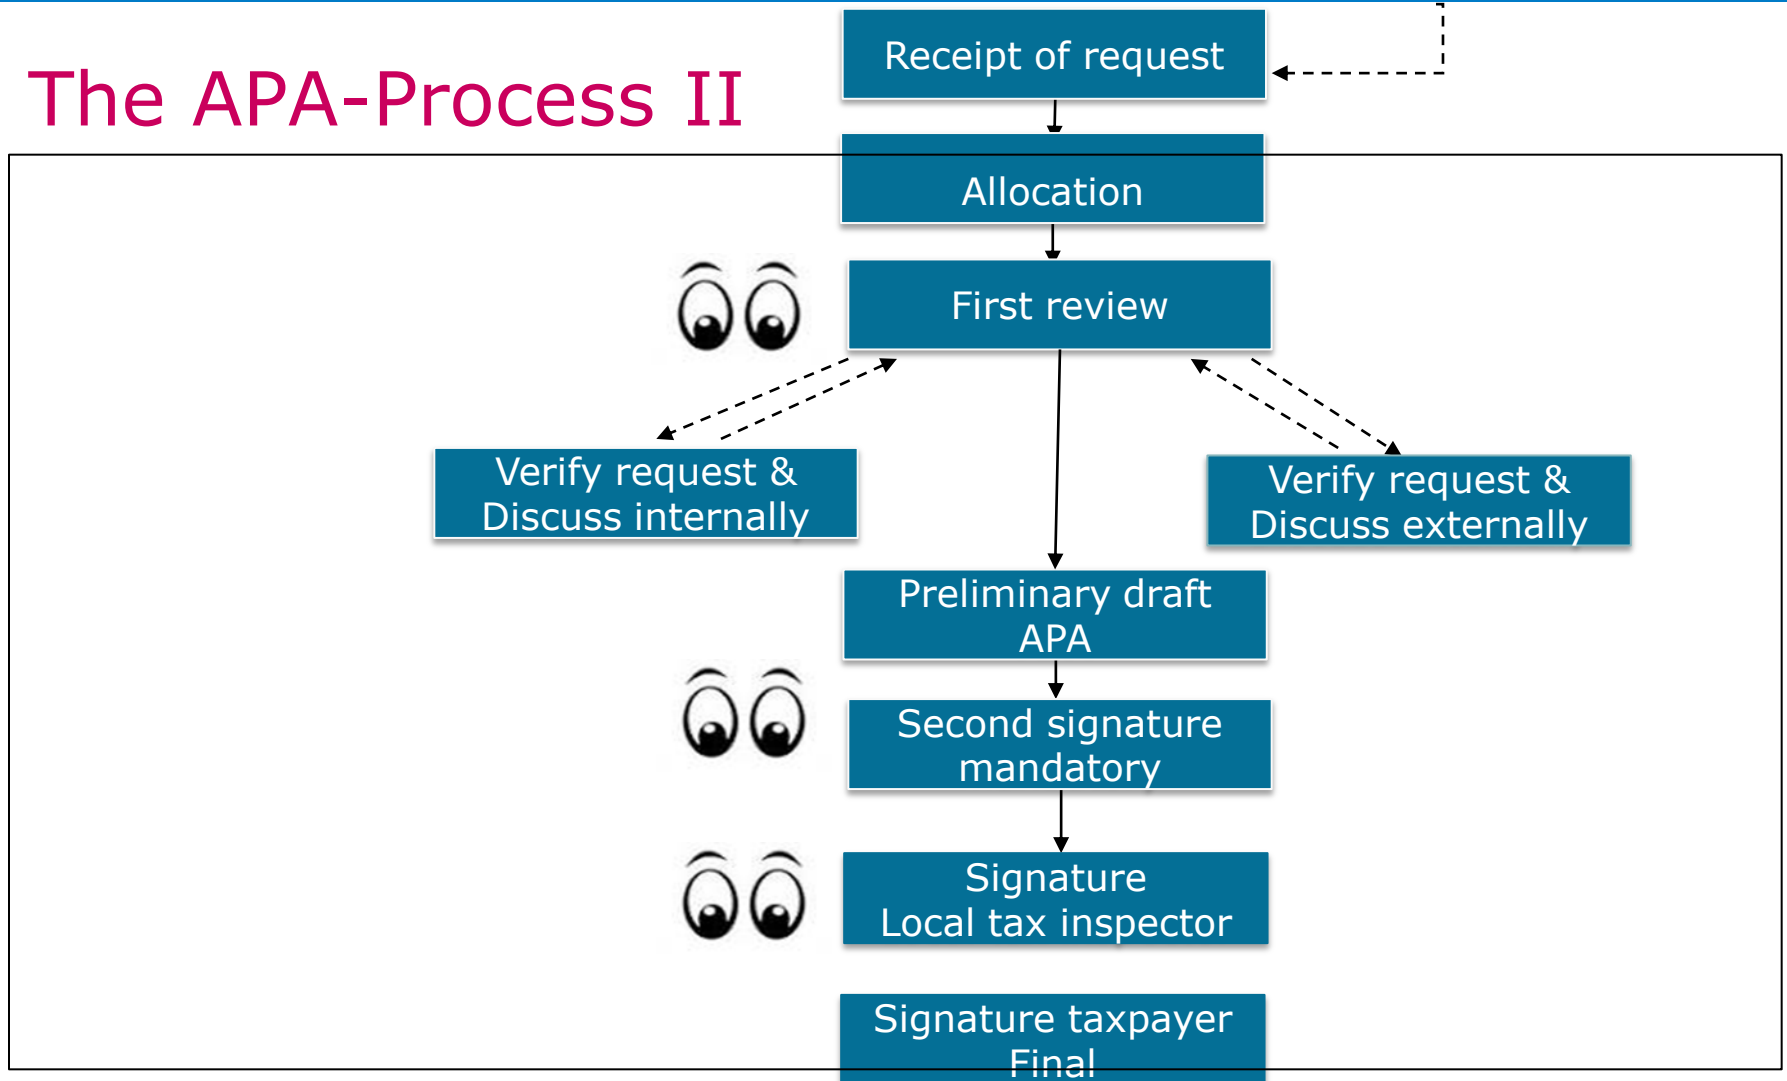 The APA-Process II
Receipt of request
Allocation
First review
Verify request &
Discuss internally
Verify request &
Discuss externally
Preliminary draft
APA
Second signature
mandatory
Signature
Local tax inspector
Signature taxpayer
Final